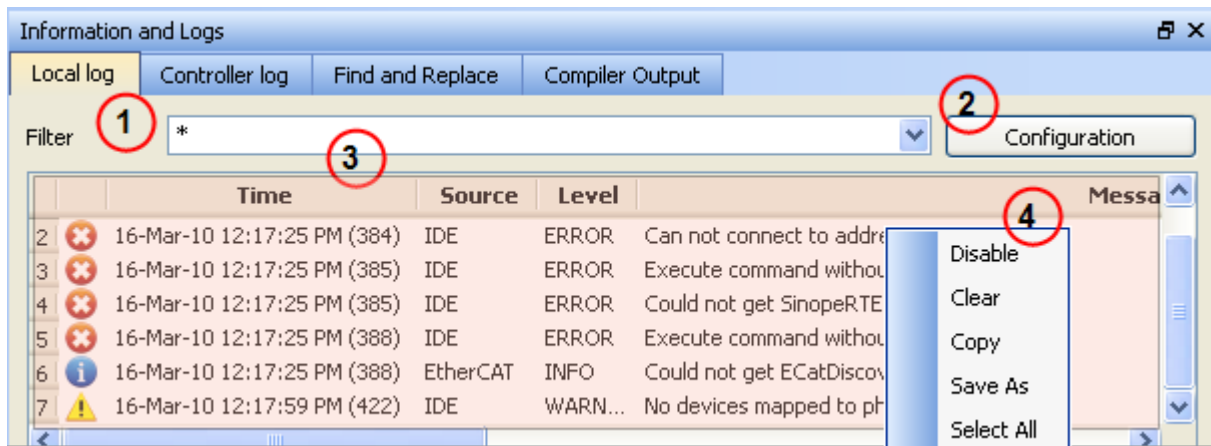 Information and Logs
Local log Controller log Find and Replace Compiler Output
Filter 1 * 3 2 Configuration
Time Source Level Messa
4
2 16-Mar-10 12:17:25 PM (384) IDE ERROR Can not connect to addre
3 16-Mar-10 12:17:25 PM (385) IDE ERROR Execute command withou
4 16-Mar-10 12:17:25 PM (385) IDE ERROR Could not get SinopeRTE
5 16-Mar-10 12:17:25 PM (388) IDE ERROR Execute command withou
6 16-Mar-10 12:17:25 PM (388) EtherCAT INFO Could not get ECatDiscov
7 16-Mar-10 12:17:59 PM (422) IDE WARN... No devices mapped to ph
Disable
Clear
Copy
Save As
Select All